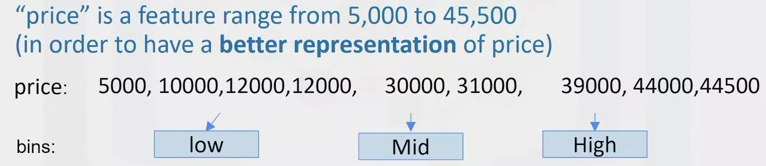 “price” is a feature range from 5,000 to 45,500
(in order to have a better representation of price)
price: 5000, 10000,12000,12000, 30000, 31000, 39000, 44000,44500
bins: low Mid High